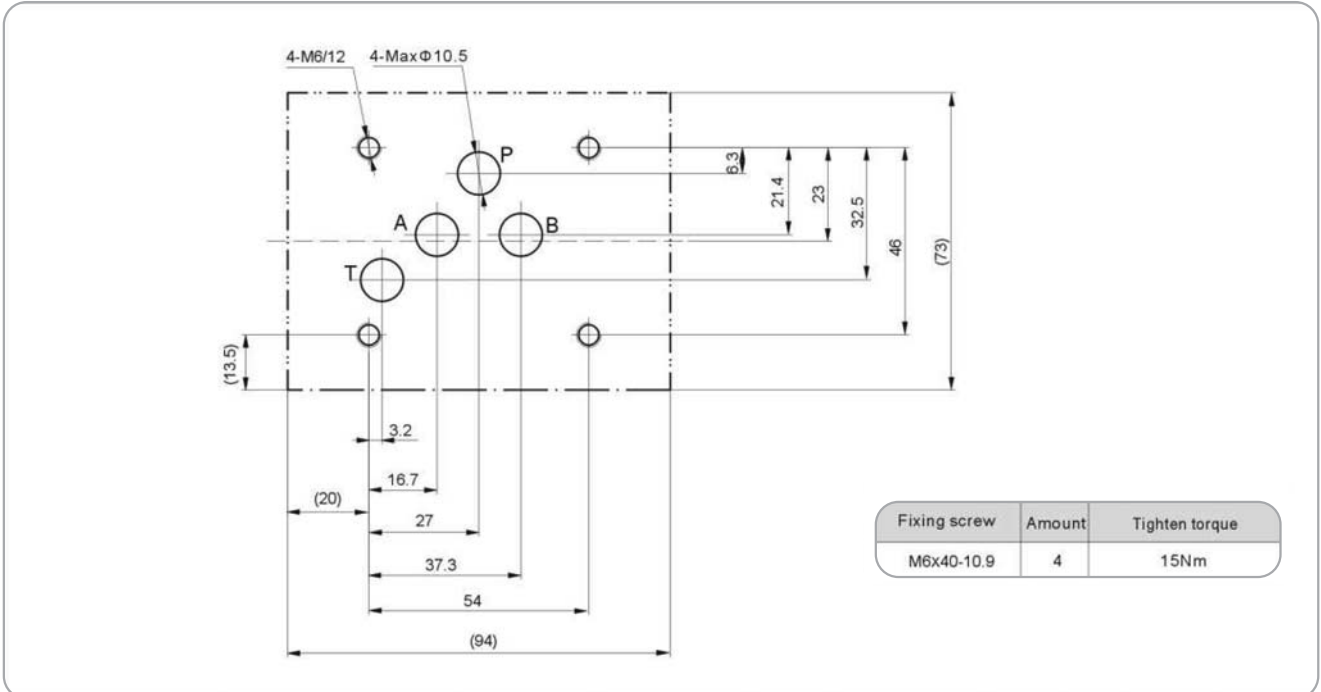 4-M6/12 4-MaxΦ10.5
P
A
B
T
6.3
21.4
23
32.5
46
(73)
(13.5)
3.2
16.7
(20)
27
37.3
54
(94)
Fixing screw Amount Tighten torque
M6x40-10.9 4 15Nm